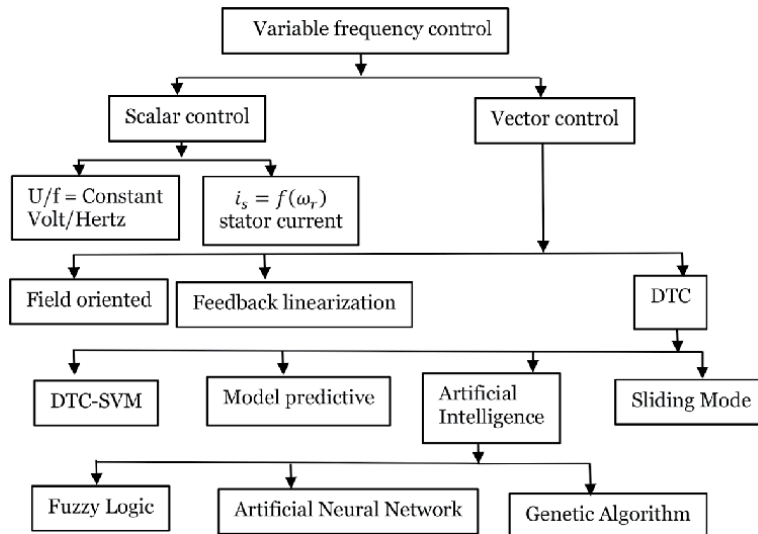 Variable frequency control
Scalar control
Vector control
U/f = Constant
Volt/Hertz
i_s = f(ω_r)
stator current
Field oriented
Feedback linearization
DTC
DTC-SVM
Model predictive
Artificial
Intelligence
Sliding Mode
Fuzzy Logic
Artificial Neural Network
Genetic Algorithm